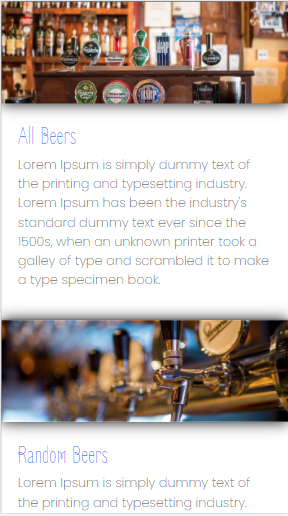 All Beers
Lorem Ipsum is simply dummy text of
the printing and typesetting industry.
Lorem Ipsum has been the industry's
standard dummy text ever since the
1500s, when an unknown printer took a
galley of type and scrambled it to make
a type specimen book.
Random Beers
Lorem Ipsum is simply dummy text of
the printing and typesetting industry.